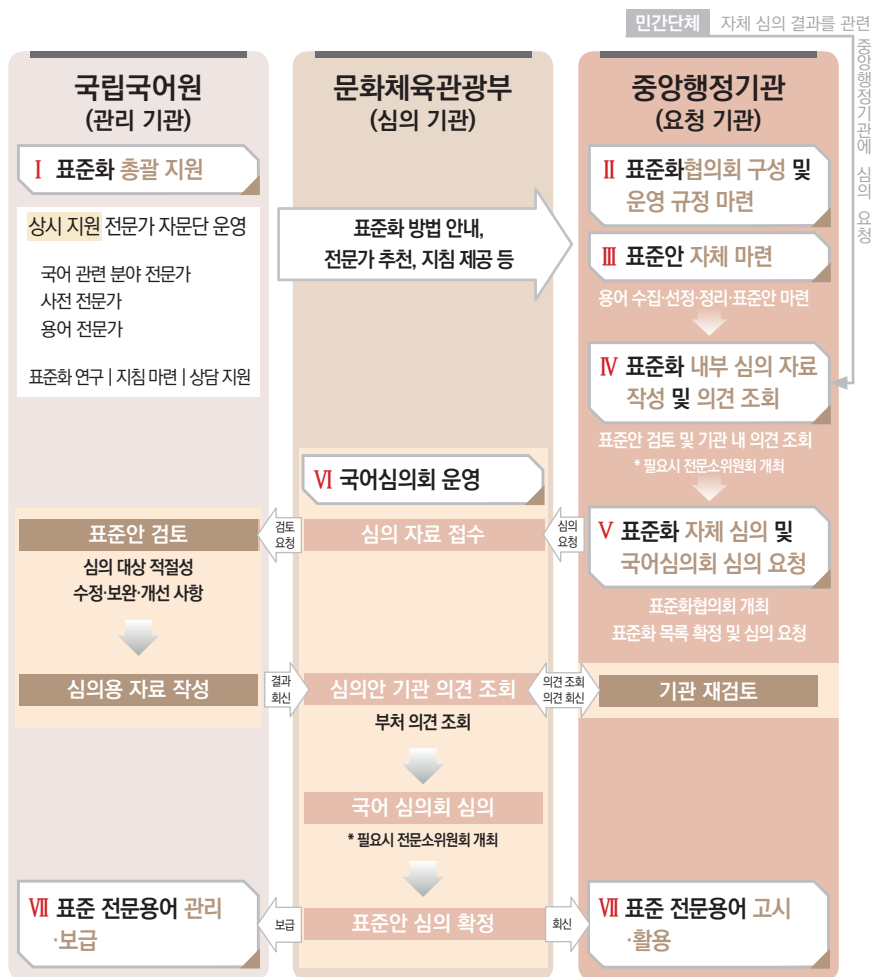 민간단체 자체 심의 결과를 관련
중앙행정기관에 심의 요청
국립국어원
(관리 기관)
Ⅰ 표준화 총괄 지원
상시 지원 전문가 자문단 운영
국어 관련 분야 전문가
사전 전문가
용어 전문가
표준화 연구 | 지침 마련 | 상담 지원
문화체육관광부
(심의 기관)
표준화 방법 안내,
전문가 추천, 지침 제공 등
중앙행정기관
(요청 기관)
Ⅱ 표준화협의회 구성 및
운영 규정 마련
Ⅲ 표준안 자체 마련
용어 수집·선정·정리·표준안 마련
Ⅳ 표준화 내부 심의 자료
작성 및 의견 조회
표준안 검토 및 기관 내 의견 조회
* 필요시 전문소위원회 개최
Ⅴ 표준화 자체 심의 및
국어심의회 심의 요청
표준화협의회 개최
표준화 목록 확정 및 심의 요청
심의
요청
Ⅵ 국어심의회 운영
심의 자료 접수
검토
요청
표준안 검토
심의 대상 적절성
수정·보완·개선 사항
심의용 자료 작성
결과
회신
심의안 기관 의견 조회
부처 의견 조회
의견 조회
의견 회신
기관 재검토
국어 심의회 심의
* 필요시 전문소위원회 개최
표준안 심의 확정
보급
Ⅶ 표준 전문용어 관리
·보급
회신
Ⅶ 표준 전문용어 고시
·활용